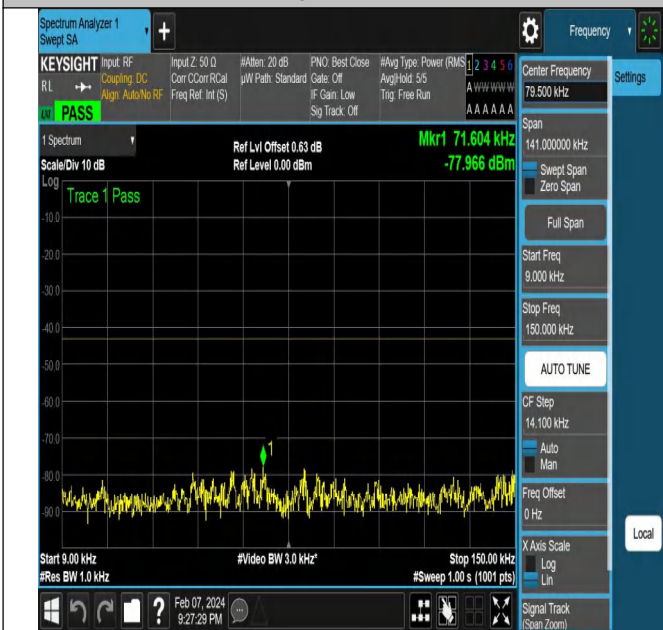 Spectrum Analyzer 1
Swept SA
+
Frequency
KEYSIGHT
RL
PASS
Input: RF
Coupling: DC
Align: Auto/No RF
Input Z: 50 Ω
Corr CCorr RCal
Freq Ref: Int (S)
#Atten: 20 dB
µW Path: Standard
PNO: Best Close
Gate: Off
IF Gain: Low
Sig Track: Off
#Avg Type: Power (RMS
Avg|Hold: 5/5
Trig: Free Run
1 2 3 4 5 6
A W W W W W
A A A A A A
1 Spectrum
Scale/Div 10 dB
Ref Lvl Offset 0.63 dB
Ref Level 0.00 dBm
Mkr1 71.604 kHz
-77.966 dBm
Log
Trace 1 Pass
-10.0
-20.0
-30.0
-40.0
-50.0
-60.0
-70.0
-80.0
-90.0
1
Start 9.00 kHz
#Res BW 1.0 kHz
#Video BW 3.0 kHz*
Stop 150.00 kHz
#Sweep 1.00 s (1001 pts)
Feb 07, 2024
9:27:29 PM
?
Center Frequency
79.500 kHz
Settings
Span
141.000000 kHz
Swept Span
Zero Span
Full Span
Start Freq
9.000 kHz
Stop Freq
150.000 kHz
AUTO TUNE
CF Step
14.100 kHz
Auto
Man
Freq Offset
0 Hz
Local
X Axis Scale
Log
Lin
Signal Track
(Span Zoom)